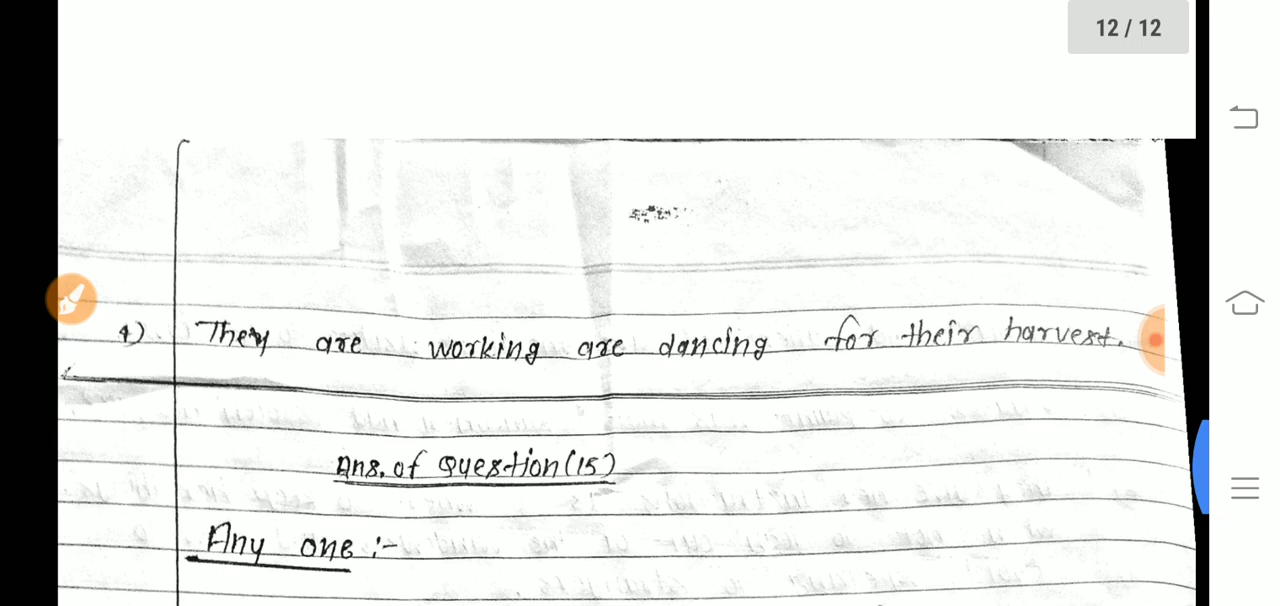 12 / 12
4) They are working are dancing for their harvest.
Ans. of Question (15)
Any one :-